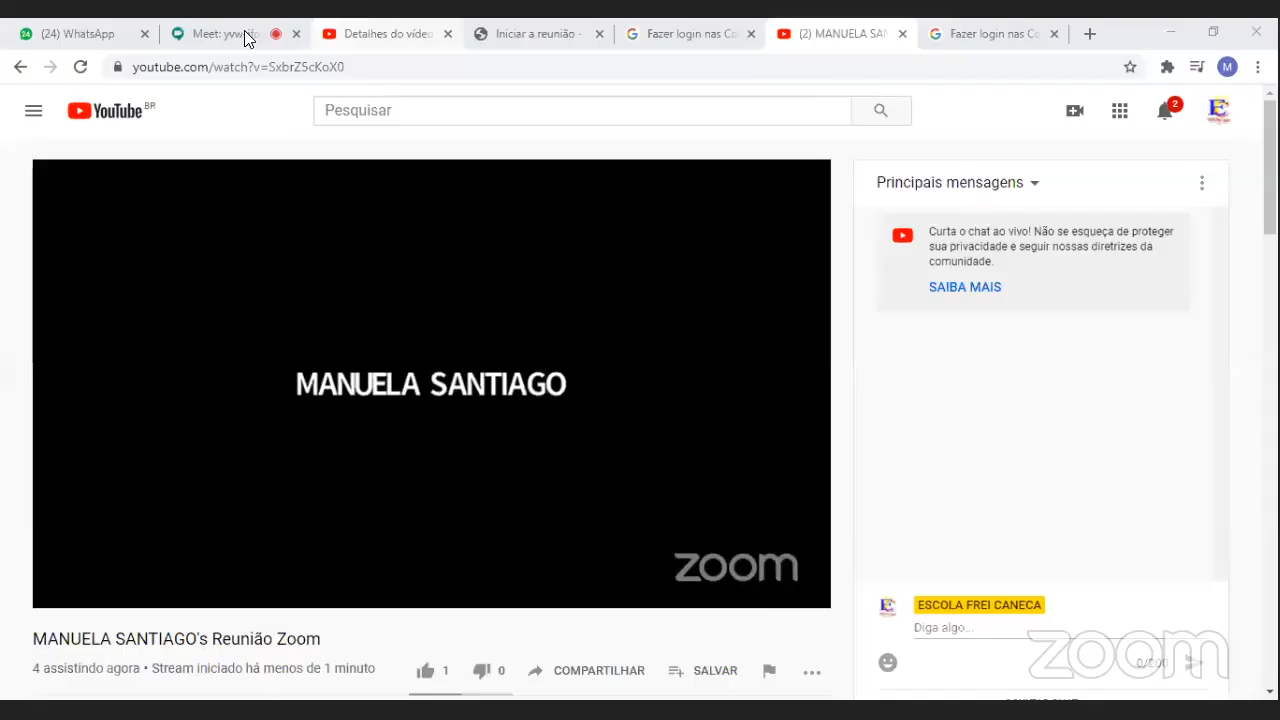 (24) WhatsApp
Meet:
Detalhes do vídeo
Iniciar a reunião -
Fazer login nas Co
(2) MANUELA SAN
Fazer login nas Co
youtube.com/watch?v=SxbrZ5cKoX0
M
YouTube BR
Pesquisar
2
Principais mensagens
Curta o chat ao vivo! Não se esqueça de proteger
sua privacidade e seguir nossas diretrizes da
comunidade.
SAIBA MAIS
MANUELA SANTIAGO
zoom
ESCOLA FREI CANECA
Diga algo...
zoom
MANUELA SANTIAGO's Reunião Zoom
4 assistindo agora • Stream iniciado há menos de 1 minuto
1
0
COMPARTILHAR
SALVAR